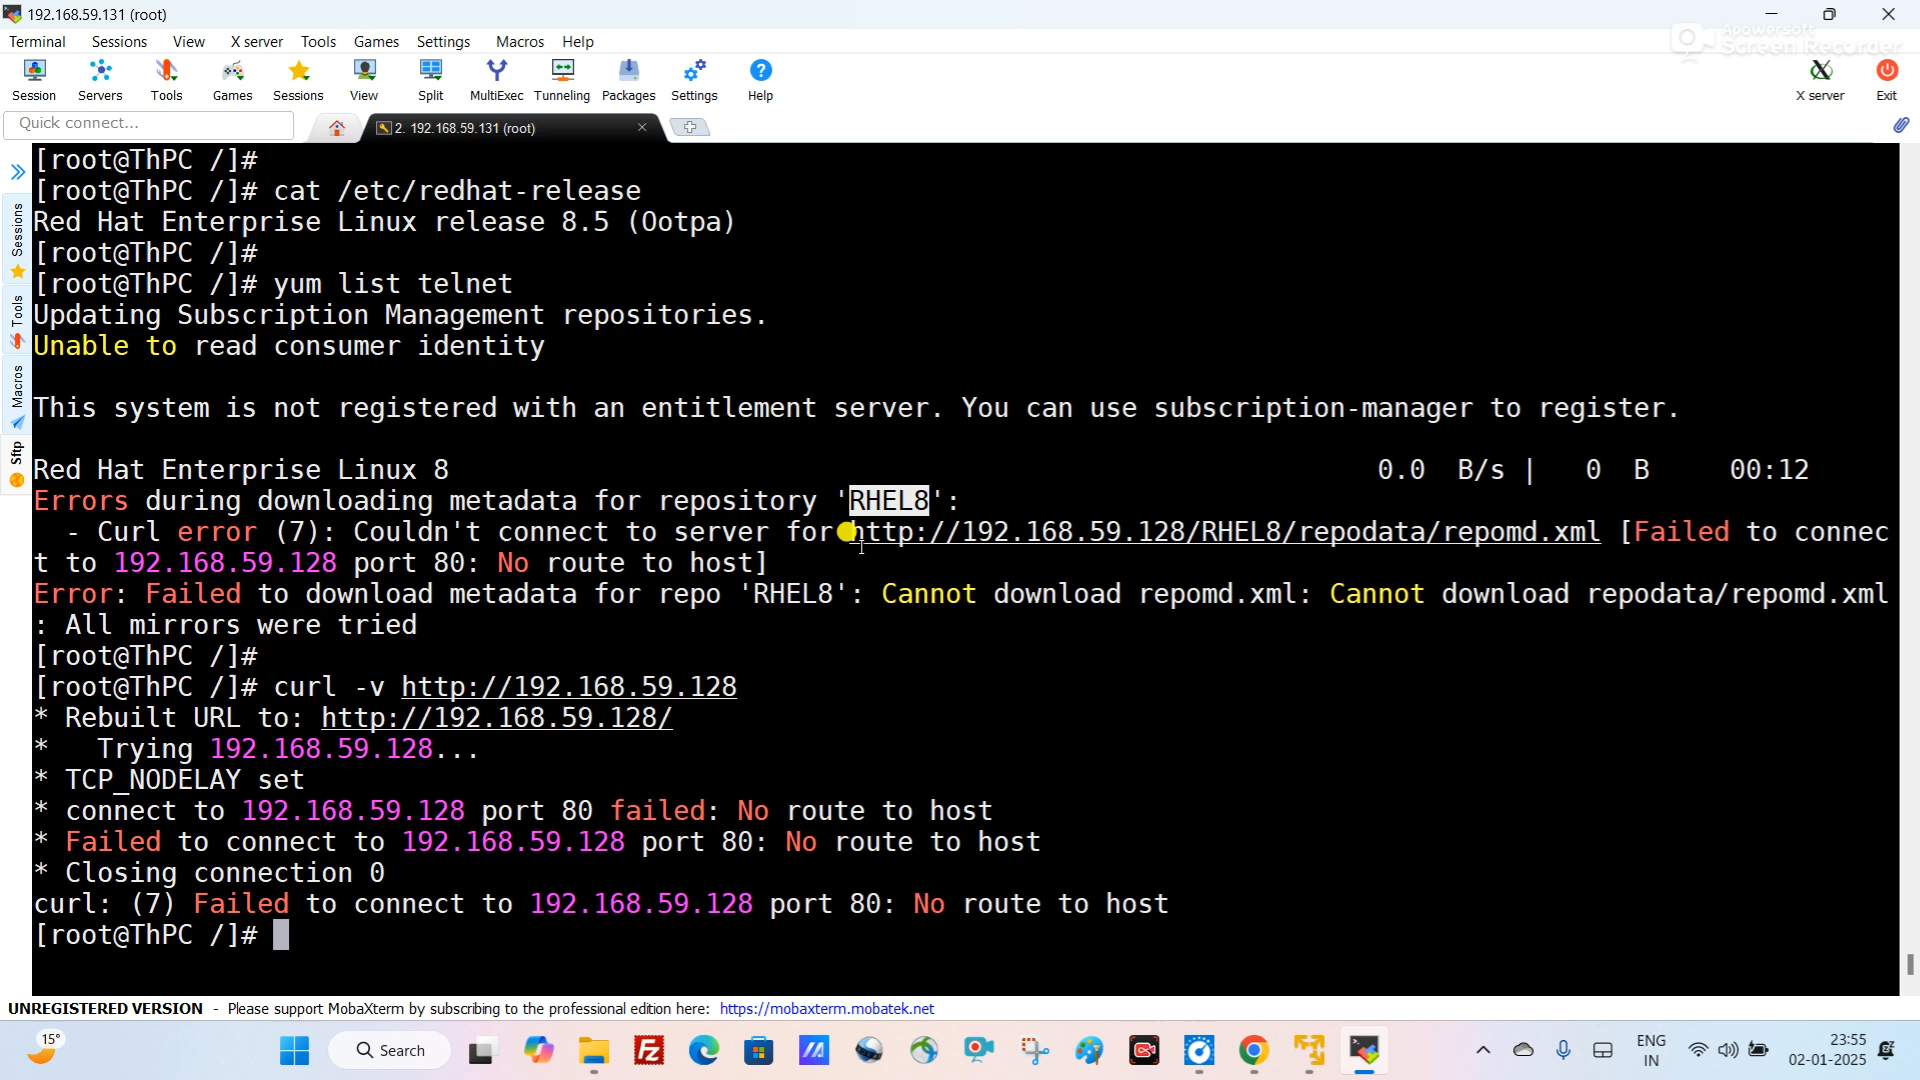 192.168.59.131 (root)
Terminal Sessions View X server Tools Games Settings Macros Help
Apowersoft
Screen Recorder
Session Servers Tools Games Sessions View Split MultiExec Tunneling Packages Settings Help X server Exit
Quick connect...
2. 192.168.59.131 (root)
Sessions
Tools
Macros
Sftp
[root@ThPC /]#
[root@ThPC /]# cat /etc/redhat-release
Red Hat Enterprise Linux release 8.5 (Ootpa)
[root@ThPC /]#
[root@ThPC /]# yum list telnet
Updating Subscription Management repositories.
Unable to read consumer identity
This system is not registered with an entitlement server. You can use subscription-manager to register.
Red Hat Enterprise Linux 8 0.0 B/s | 0 B 00:12
Errors during downloading metadata for repository 'RHEL8':
- Curl error (7): Couldn't connect to server for http://192.168.59.128/RHEL8/repodata/repomd.xml [Failed to connec
t to 192.168.59.128 port 80: No route to host]
Error: Failed to download metadata for repo 'RHEL8': Cannot download repomd.xml: Cannot download repodata/repomd.xml
: All mirrors were tried
[root@ThPC /]#
[root@ThPC /]# curl -v http://192.168.59.128
* Rebuilt URL to: http://192.168.59.128/
* Trying 192.168.59.128...
* TCP_NODELAY set
* connect to 192.168.59.128 port 80 failed: No route to host
* Failed to connect to 192.168.59.128 port 80: No route to host
* Closing connection 0
curl: (7) Failed to connect to 192.168.59.128 port 80: No route to host
[root@ThPC /]#
UNREGISTERED VERSION - Please support MobaXterm by subscribing to the professional edition here: https://mobaxterm.mobatek.net
15°
Search
ENG
IN
23:55
02-01-2025